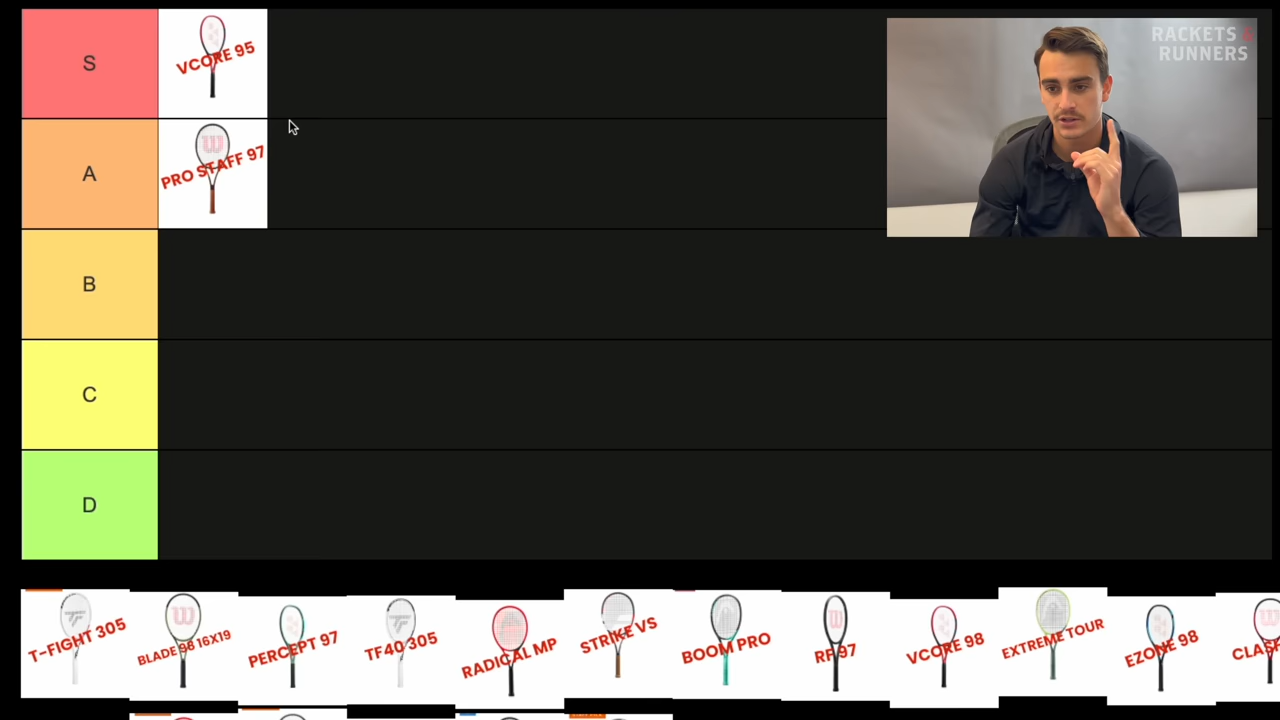 S
VCORE 95
RACKETS &
RUNNERS
A
PRO STAFF 97
B
C
D
T-FIGHT 305
BLADE 98 16X19
PERCEPT 97
TF40 305
RADICAL MP
STRIKE VS
BOOM PRO
RF 97
VCORE 98
EXTREME TOUR
EZONE 98
CLASH